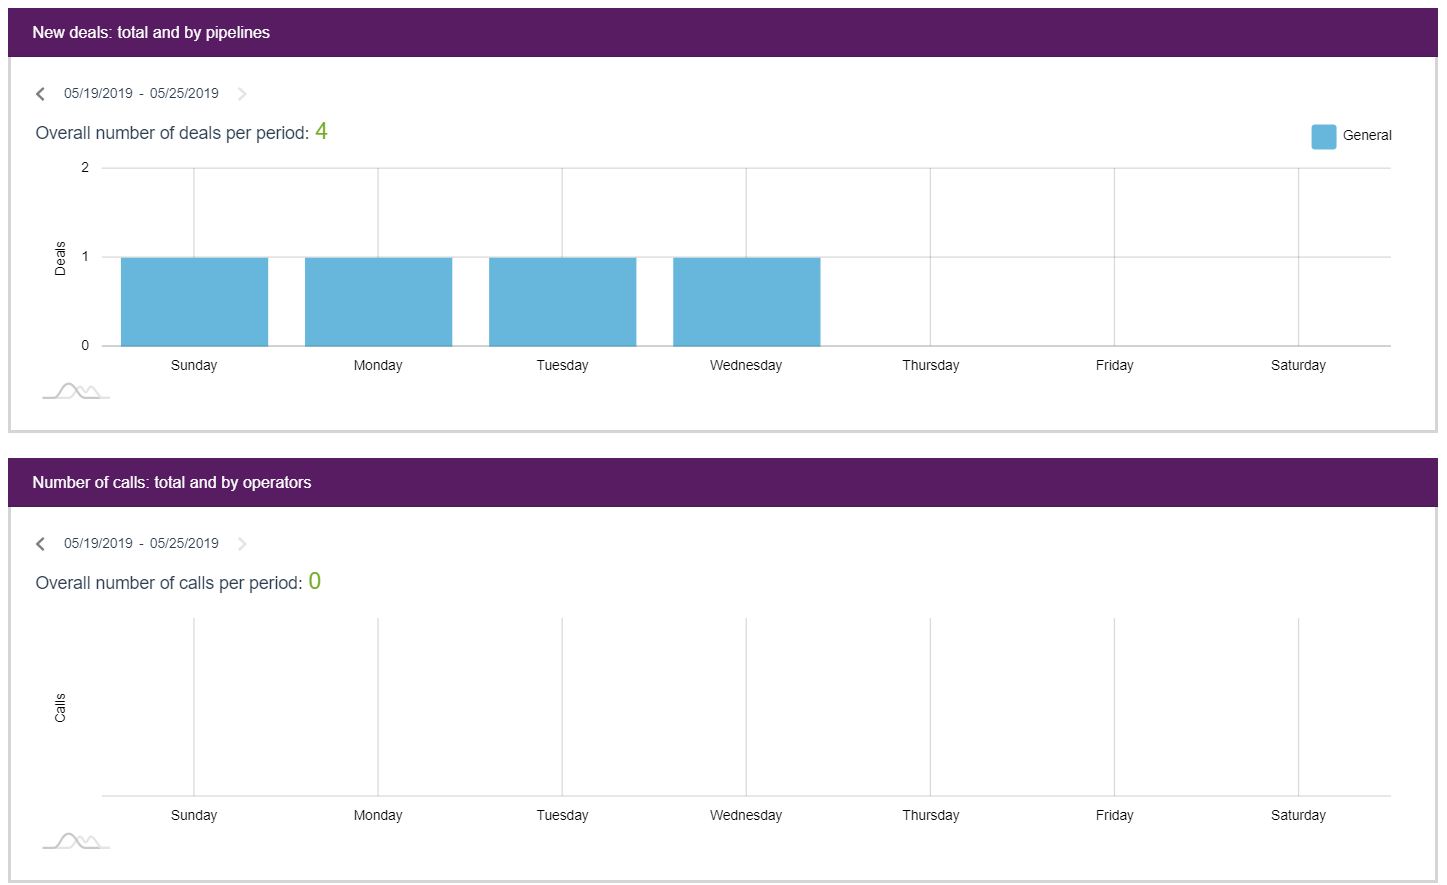 New deals: total and by pipelines
05/19/2019 - 05/25/2019
Overall number of deals per period: 4
General
2
1
0
Deals
Sunday Monday Tuesday Wednesday Thursday Friday Saturday
Number of calls: total and by operators
05/19/2019 - 05/25/2019
Overall number of calls per period: 0
Calls
Sunday Monday Tuesday Wednesday Thursday Friday Saturday